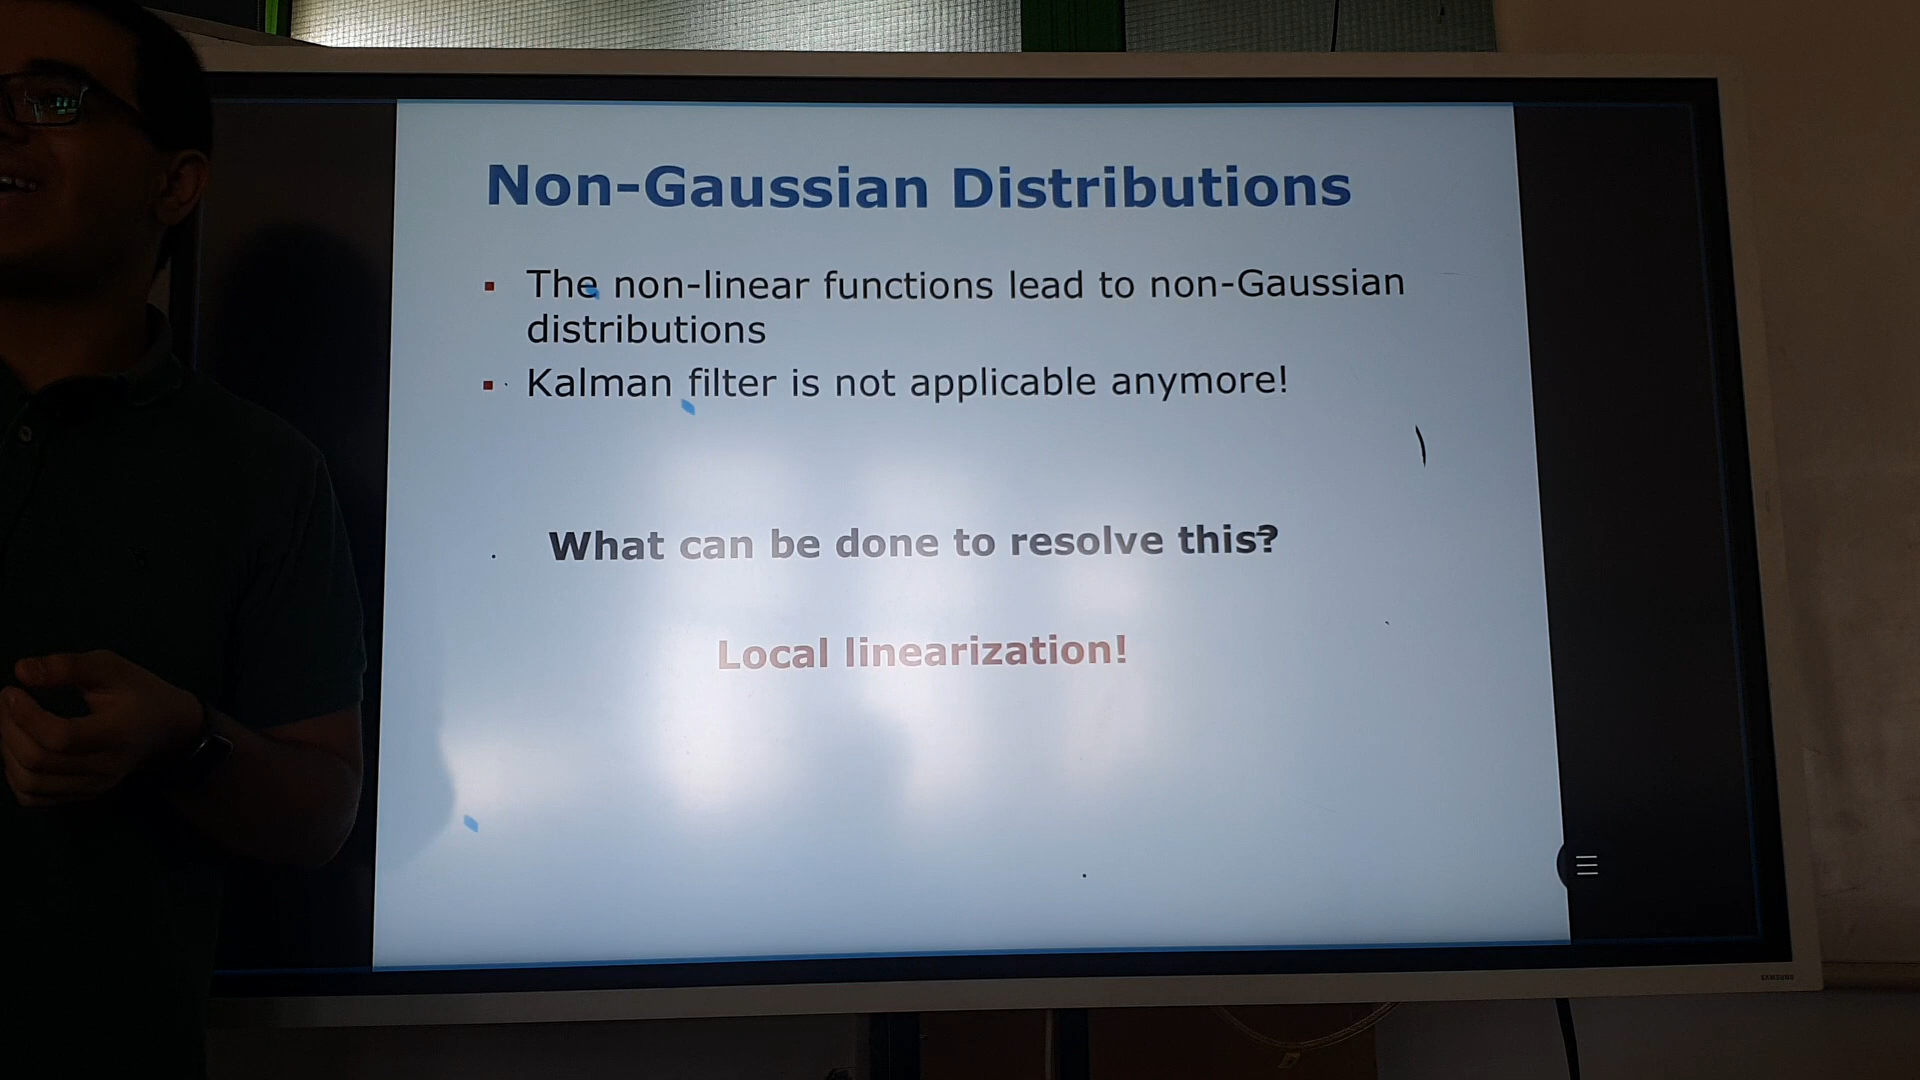 Non-Gaussian Distributions
The non-linear functions lead to non-Gaussian
distributions
Kalman filter is not applicable anymore!
What can be done to resolve this?
Local linearization!
SAMSUNG